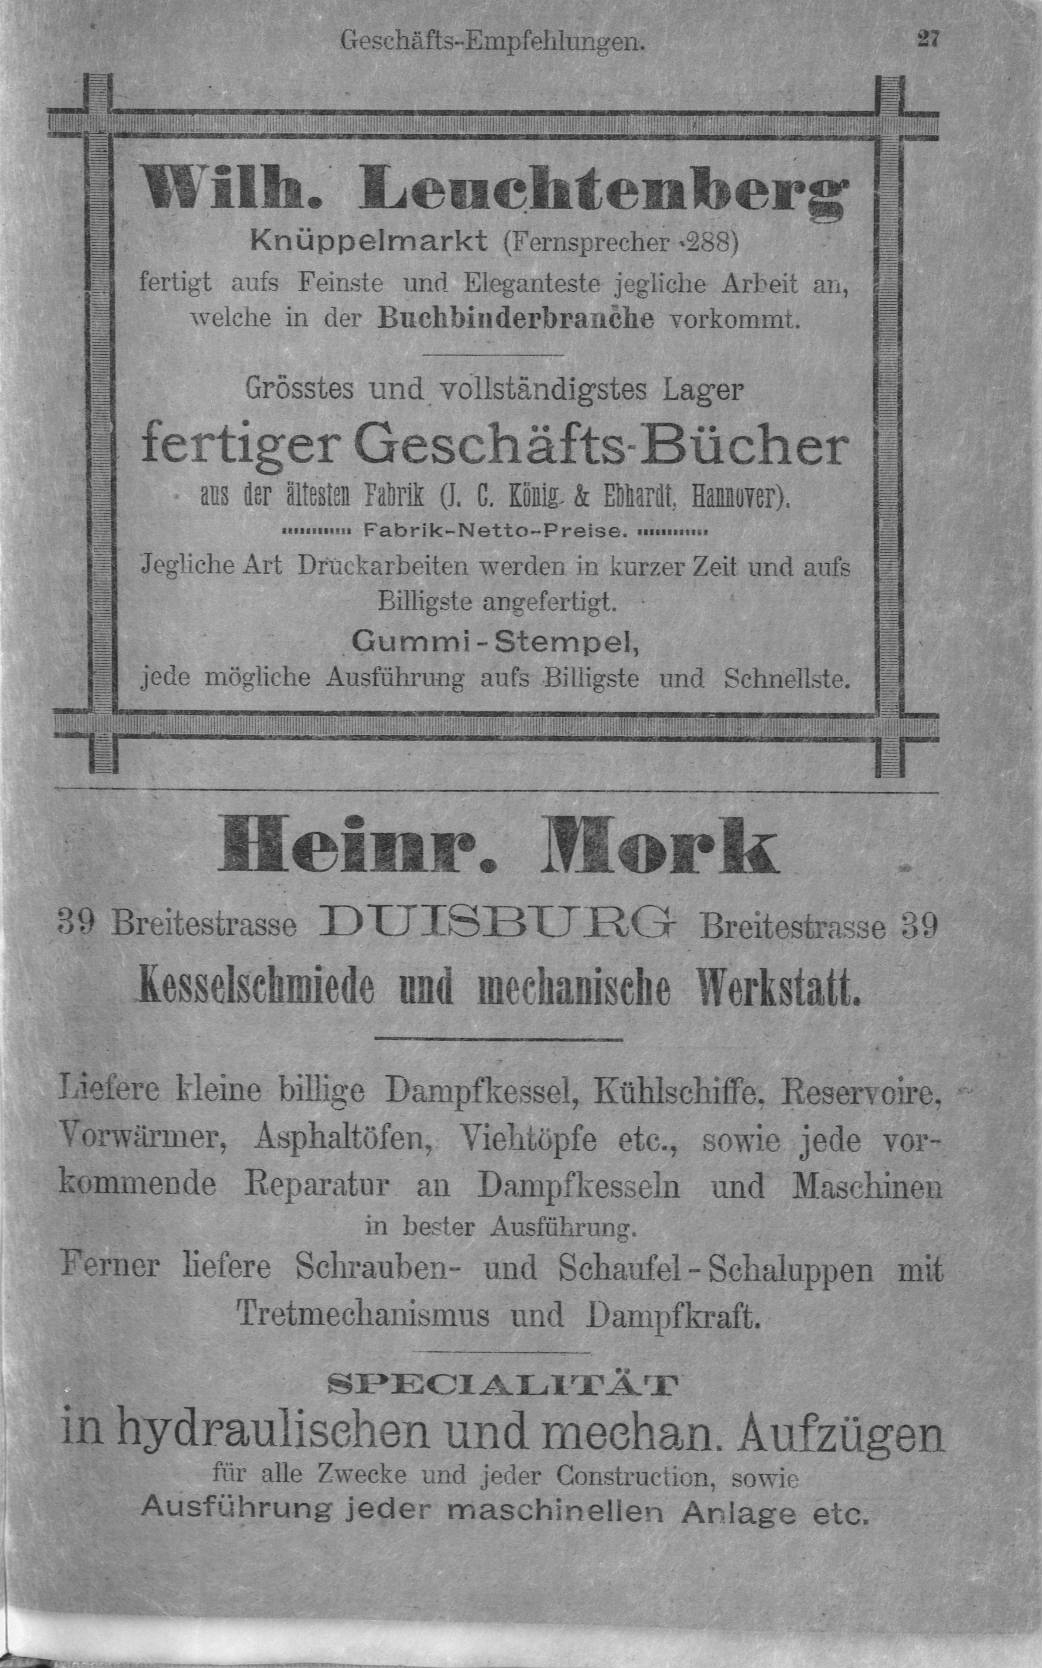 Geschäfts-Empfehlungen. 27
Wilh. Leuchtenberg
Knüppelmarkt (Fernsprecher 288)
fertigt aufs Feinste und Eleganteste jegliche Arbeit an,
welche in der Buchbinderbranche vorkommt.
Grösstes und vollständigstes Lager
fertiger Geschäfts-Bücher
aus der ältesten Fabrik (J. C. König & Ebhardt, Hannover).
Fabrik-Netto-Preise.
Jegliche Art Druckarbeiten werden in kurzer Zeit und aufs
Billigste angefertigt.
Gummi-Stempel,
jede mögliche Ausführung aufs Billigste und Schnellste.
Heinr. Mork
39 Breitestrasse DUISBURG Breitestrasse 39
Kesselschmiede und mechanische Werkstatt.
Liefere kleine billige Dampfkessel, Kühlschiffe, Reservoire,
Vorwärmer, Asphaltöfen, Viehtöpfe etc., sowie jede vor-
kommende Reparatur an Dampfkesseln und Maschinen
in bester Ausführung.
Ferner liefere Schrauben- und Schaufel-Schaluppen mit
Tretmechanismus und Dampfkraft.
SPECIALITÄT
in hydraulischen und mechan. Aufzügen
für alle Zwecke und jeder Construction, sowie
Ausführung jeder maschinellen Anlage etc.